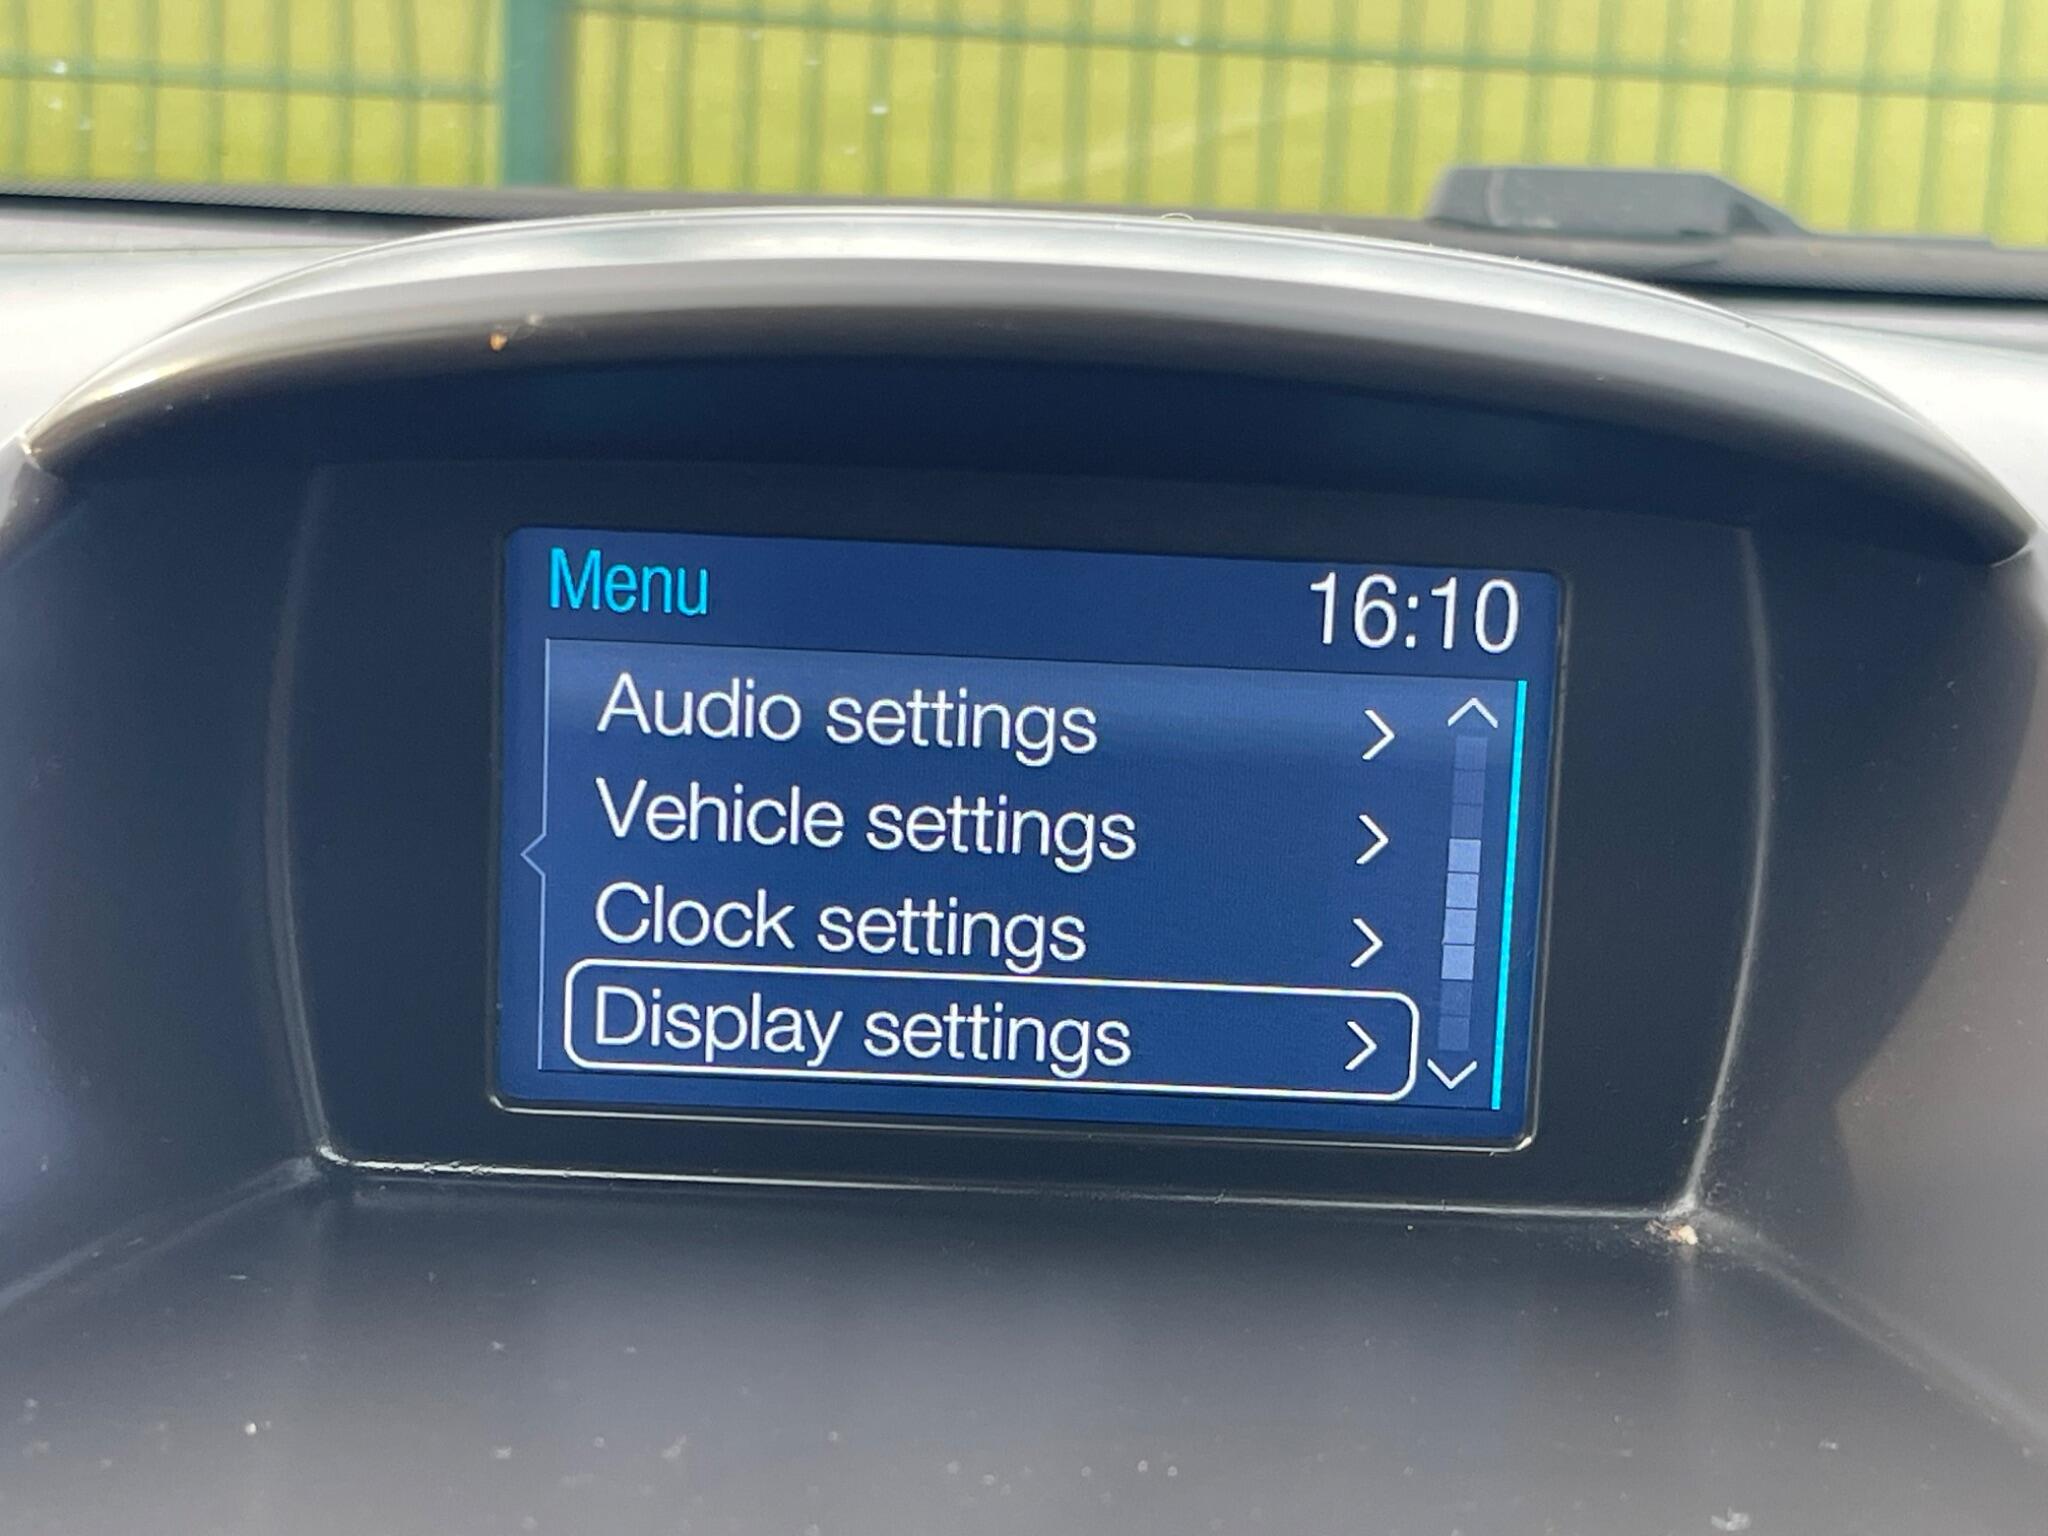 Menu 16:10
Audio settings
Vehicle settings
Clock settings
Display settings